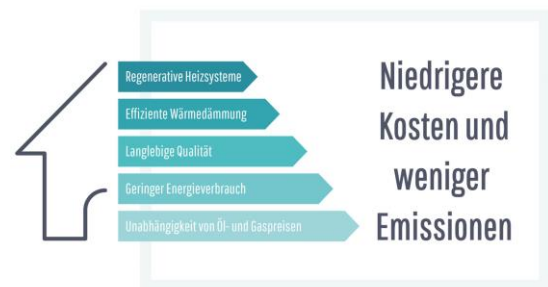 Regenerative Heizsysteme
Effiziente Wärmedämmung
Langlebige Qualität
Geringer Energieverbrauch
Unabhängigkeit von Öl- und Gaspreisen
Niedrigere
Kosten und
weniger
Emissionen